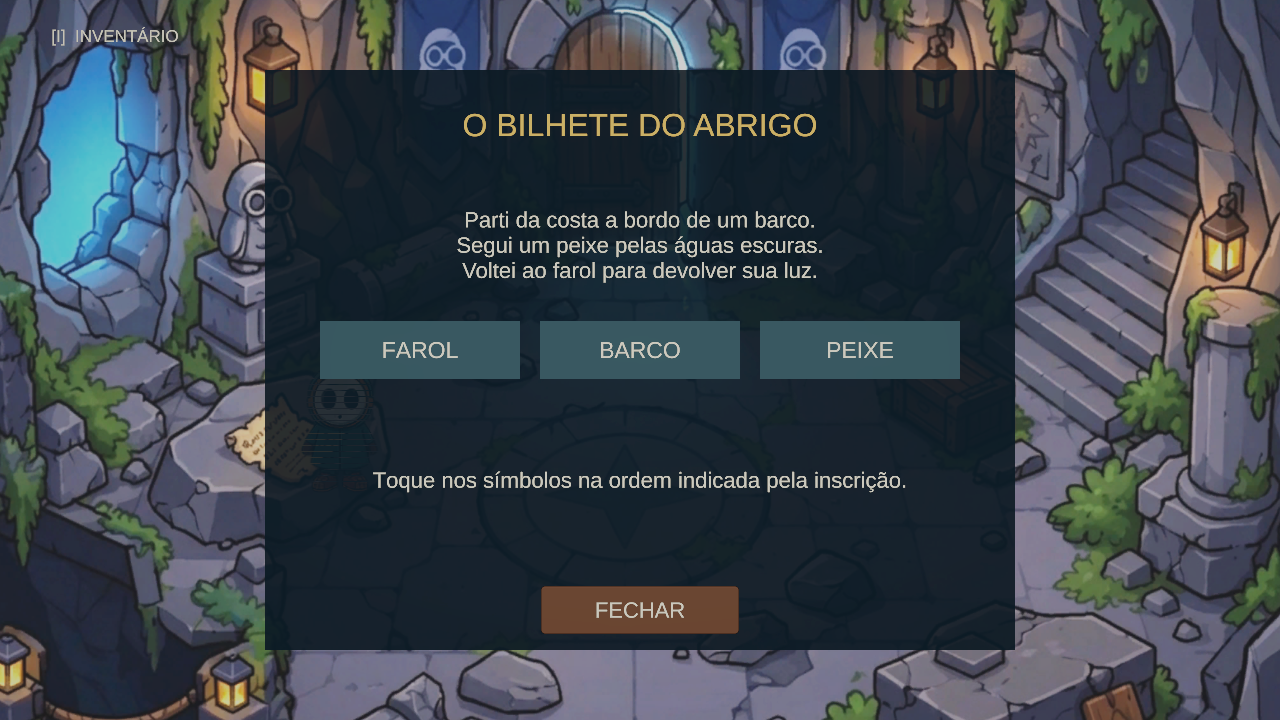 [I] INVENTÁRIO
O BILHETE DO ABRIGO
Parti da costa a bordo de um barco.
Segui um peixe pelas águas escuras.
Voltei ao farol para devolver sua luz.
FAROL
BARCO
PEIXE
Toque nos símbolos na ordem indicada pela inscrição.
FECHAR